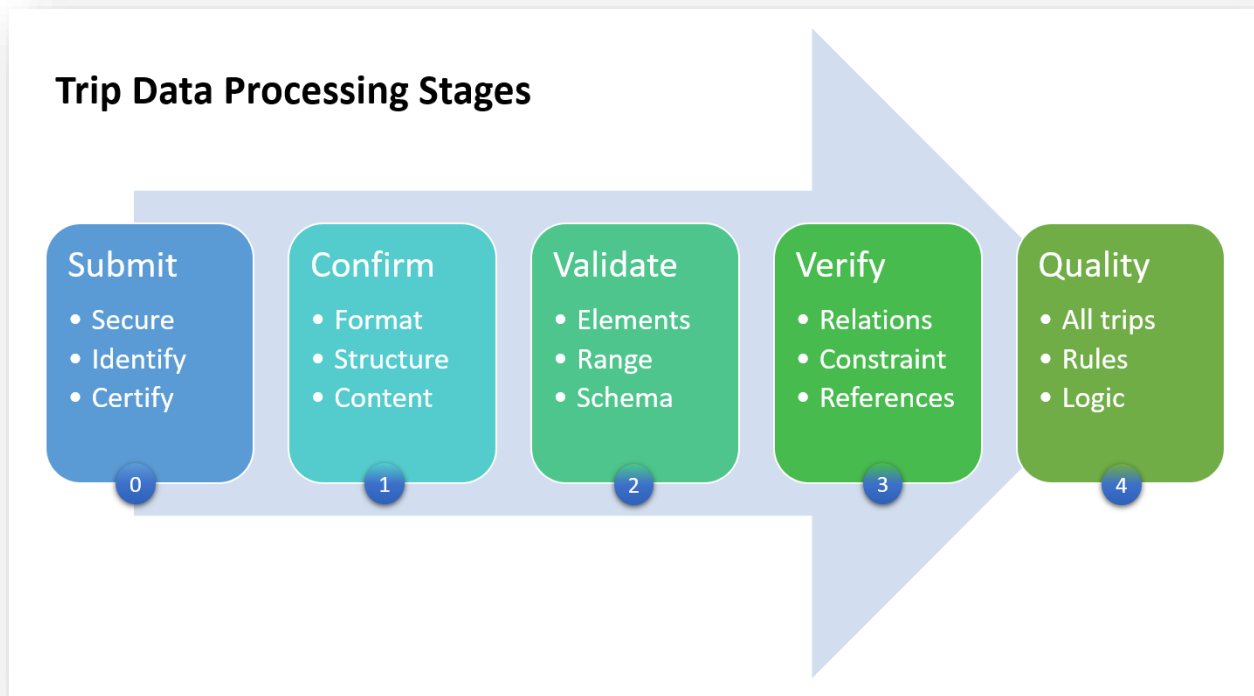 Trip Data Processing Stages
Submit
• Secure
• Identify
• Certify
0
Confirm
• Format
• Structure
• Content
1
Validate
• Elements
• Range
• Schema
2
Verify
• Relations
• Constraint
• References
3
Quality
• All trips
• Rules
• Logic
4